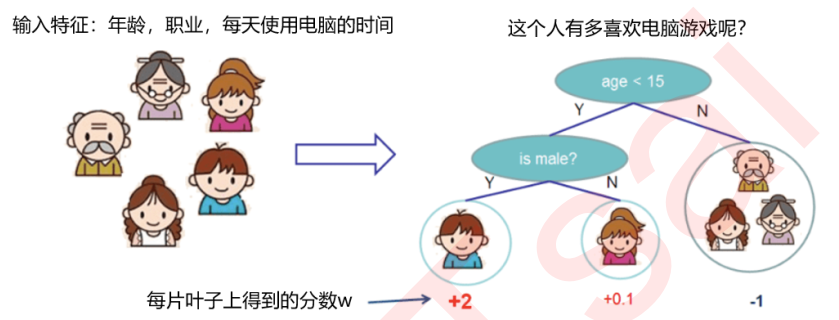 输入特征：年龄，职业，每天使用电脑的时间
这个人有多喜欢电脑游戏呢？
age < 15
Y
N
is male?
Y
N
每片叶子上得到的分数w
+2
+0.1
-1